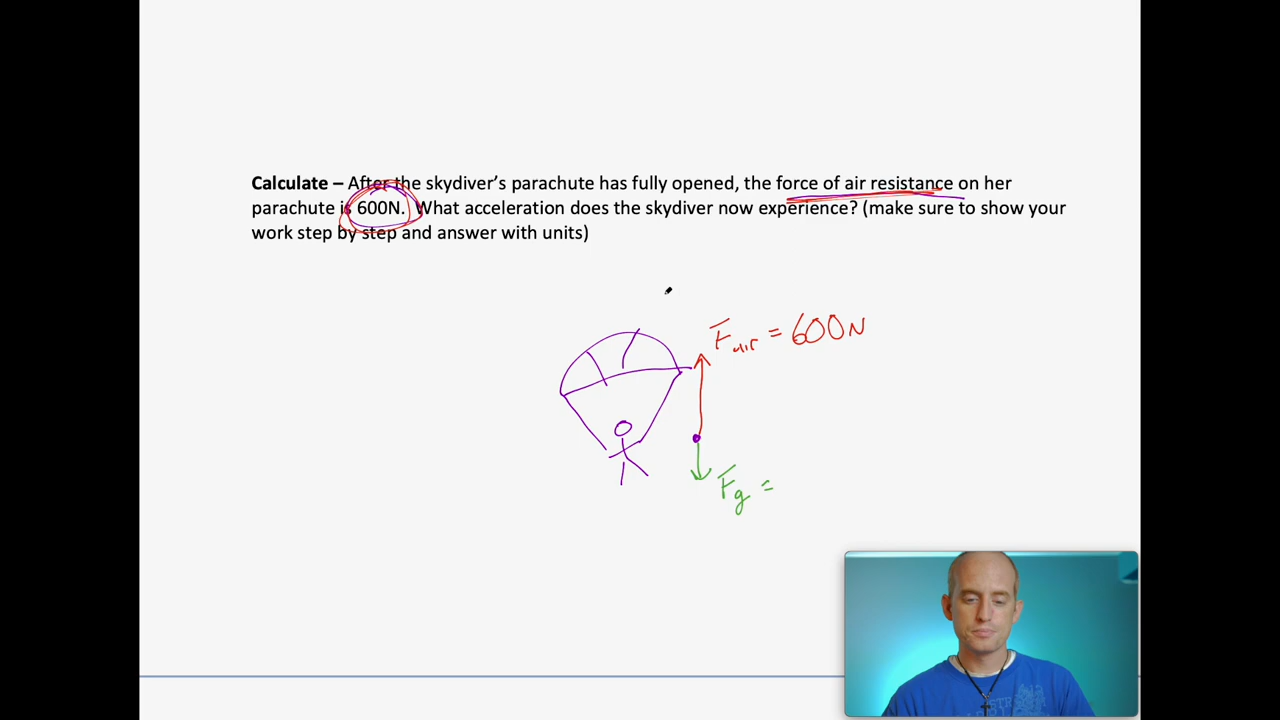 Calculate – After the skydiver's parachute has fully opened, the force of air resistance on her
parachute is 600N. What acceleration does the skydiver now experience? (make sure to show your
work step by step and answer with units)
F air = 600N
Fg =